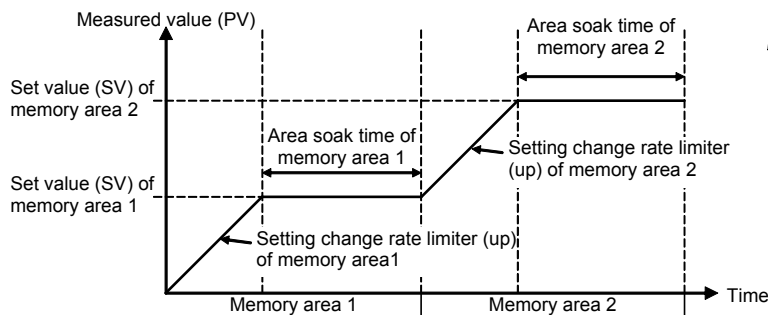 Measured value (PV)
Area soak time of
memory area 2
Set value (SV) of
memory area 2
Area soak time of
memory area 1
Setting change rate limiter
(up) of memory area 2
Set value (SV) of
memory area 1
Setting change rate limiter (up)
of memory area1
Time
Memory area 1
Memory area 2